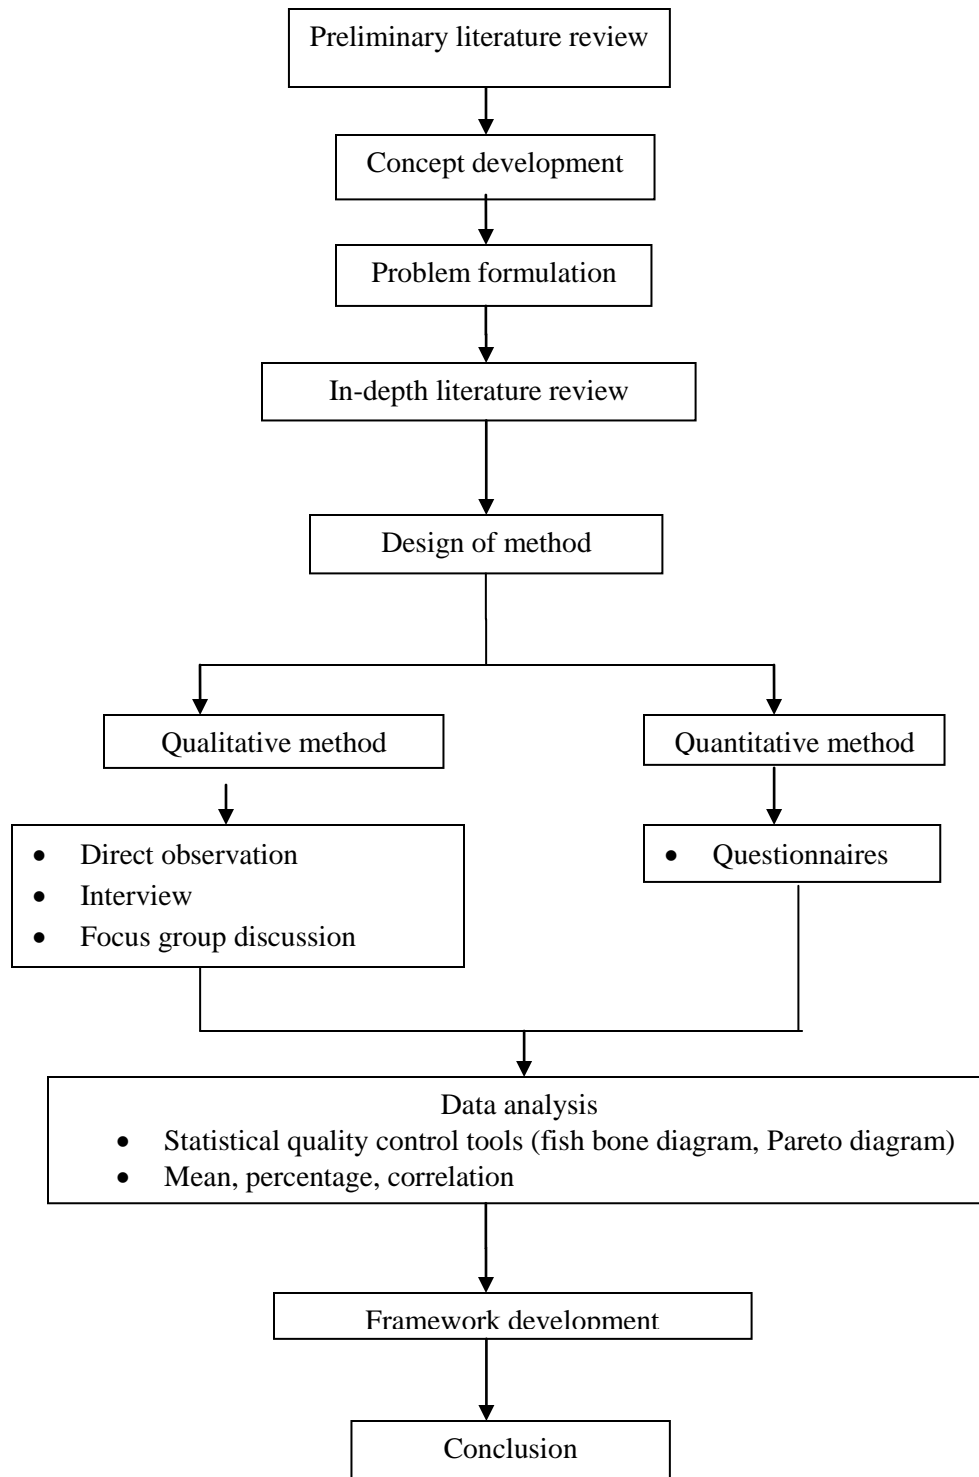 Preliminary literature review
Concept development
Problem formulation
In-depth literature review
Design of method
Qualitative method
Quantitative method
• Direct observation
• Interview
• Focus group discussion
• Questionnaires
Data analysis
• Statistical quality control tools (fish bone diagram, Pareto diagram)
• Mean, percentage, correlation
Framework development
Conclusion